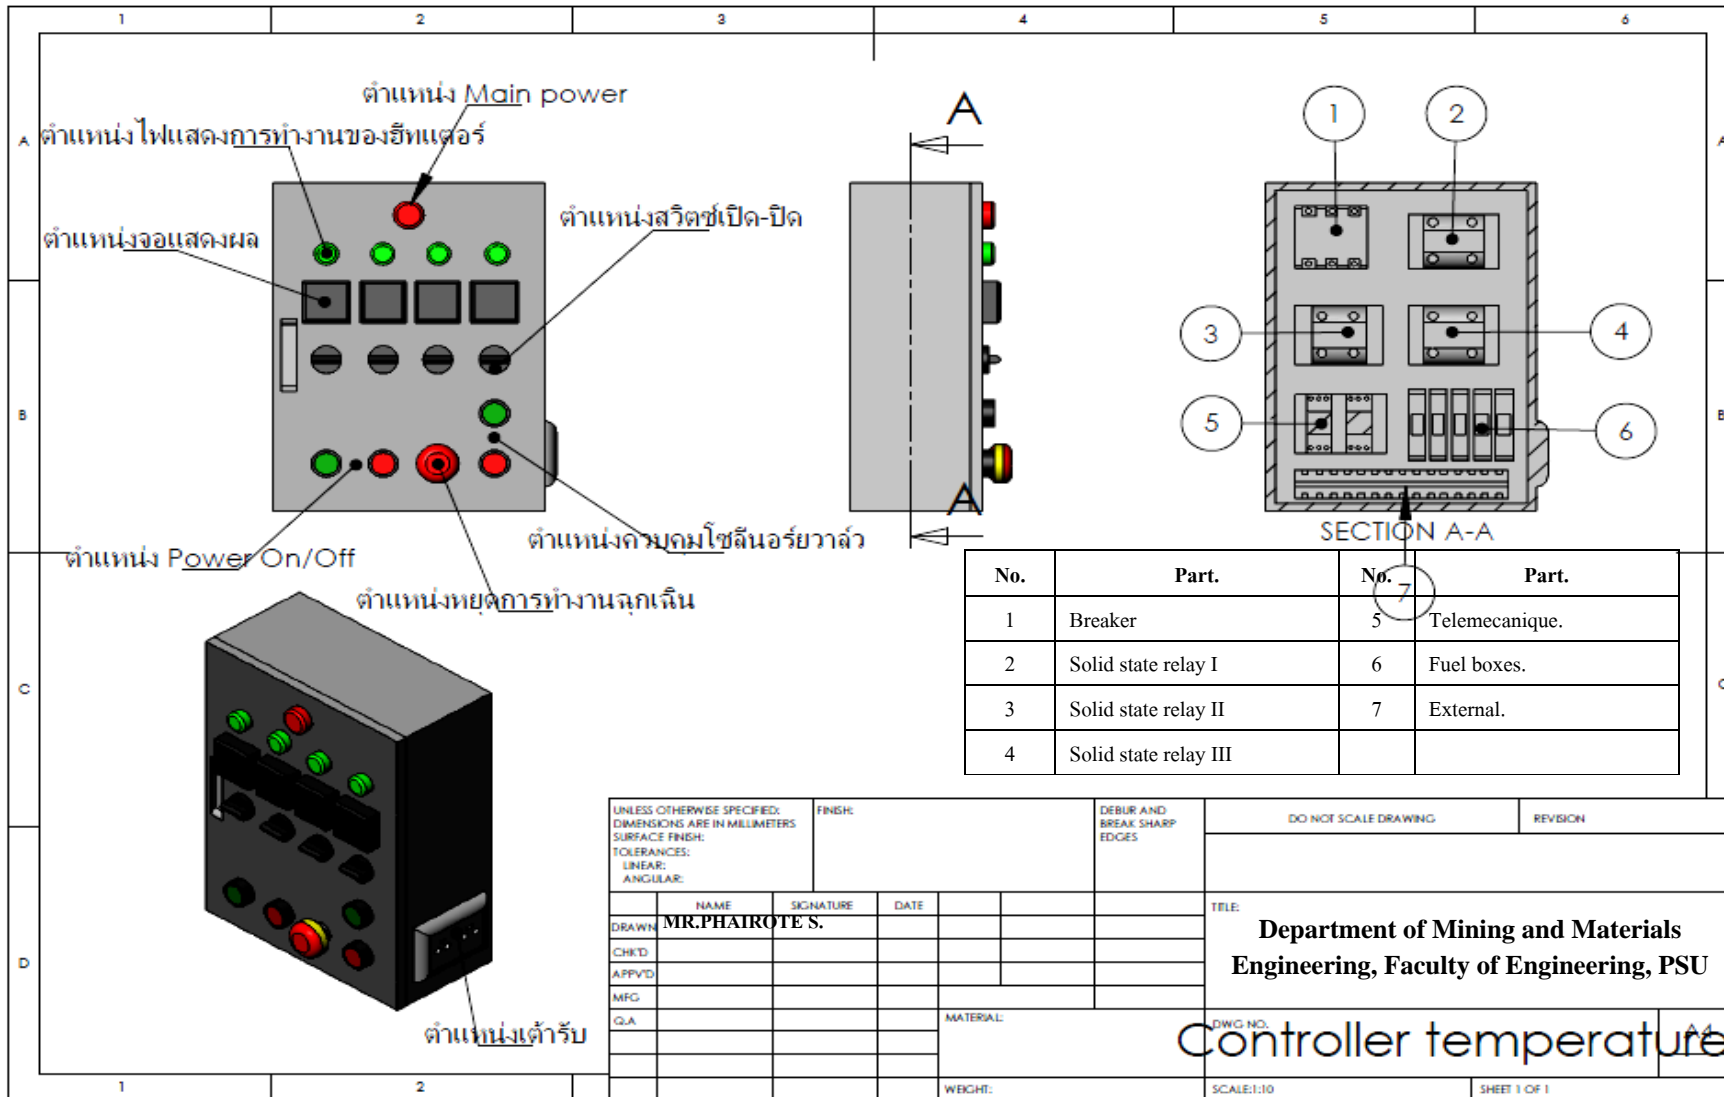 1 2 3 4 5 6
A
A
B
B
C
C
D
ตำแหน่ง Main power
ตำแหน่งไฟแสดงการทำงานของฮีทแตอร์
ตำแหน่งจอแสดงผล
ตำแหน่งสวิตซ์เปิด-ปิด
ตำแหน่งควบคุมโซลีนอร์ยวาล์ว
ตำแหน่ง Power On/Off
ตำแหน่งหยุดการทำงานฉุกเฉิน
ตำแหน่งเต้ารับ
A
A
1
2
3
4
5
6
7
SECTION A-A
No. Part. No. Part.
1 Breaker 5 Telemecanique.
2 Solid state relay I 6 Fuel boxes.
3 Solid state relay II 7 External.
4 Solid state relay III
UNLESS OTHERWISE SPECIFIED:
DIMENSIONS ARE IN MILLIMETERS
SURFACE FINISH:
TOLERANCES:
LINEAR:
ANGULAR:
FINISH:
DEBUR AND
BREAK SHARP
EDGES
DO NOT SCALE DRAWING
REVISION
NAME SIGNATURE DATE
DRAWN MR.PHAIROTE S.
CHK'D
APPV'D
MFG
Q.A
MATERIAL:
WEIGHT:
TITLE:
Department of Mining and Materials
Engineering, Faculty of Engineering, PSU
DWG NO.
Controller temperature
A4
SCALE:1:10
SHEET 1 OF 1
1 2